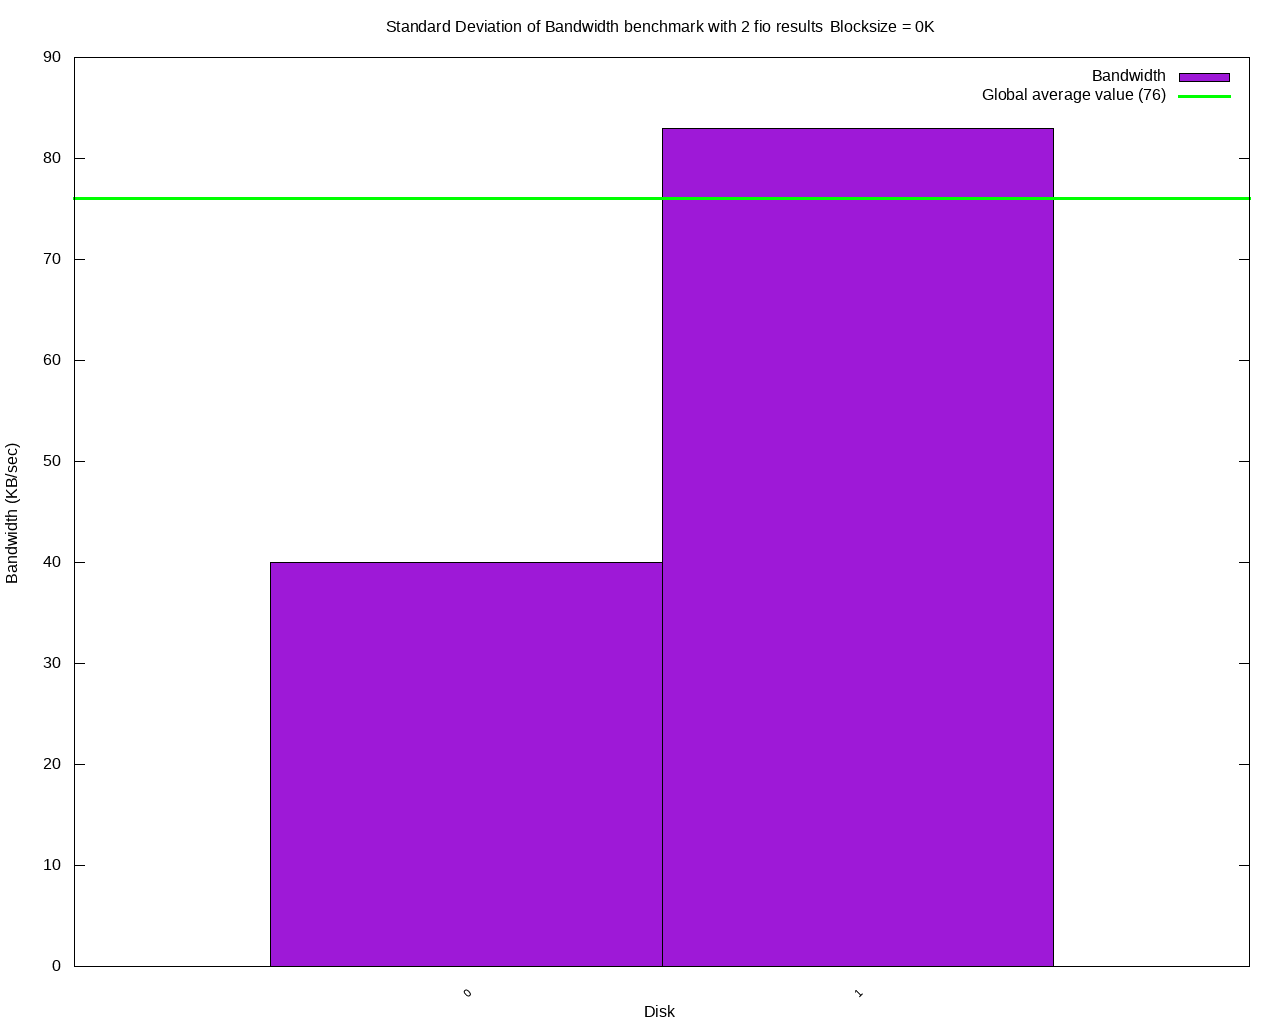 Standard Deviation of Bandwidth benchmark with 2 fio results Blocksize = 0K
Bandwidth
Global average value (76)
90
80
70
60
50
40
30
20
10
0
Bandwidth (KB/sec)
0
1
Disk